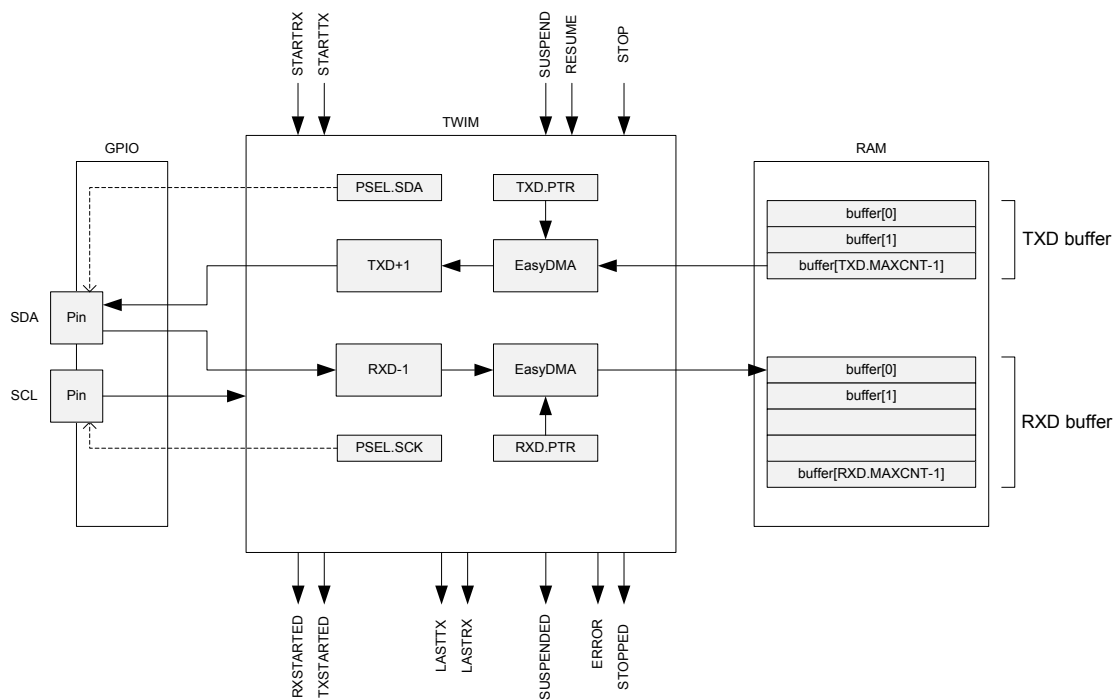 STARTRX
STARTTX
SUSPEND
RESUME
STOP
GPIO
TWIM
RAM
PSEL.SDA
TXD.PTR
buffer[0]
buffer[1]
buffer[TXD.MAXCNT-1]
TXD buffer
TXD+1
EasyDMA
SDA
Pin
SCL
Pin
RXD-1
EasyDMA
buffer[0]
buffer[1]
buffer[RXD.MAXCNT-1]
RXD buffer
PSEL.SCK
RXD.PTR
RXSTARTED
TXSTARTED
LASTTX
LASTRX
SUSPENDED
ERROR
STOPPED